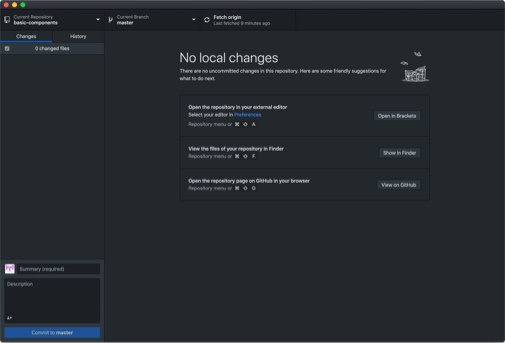 Current Repository
basic-components
Current Branch
master
Fetch origin
Last fetched 9 minutes ago
Changes
History
0 changed files
No local changes
There are no uncommitted changes in this repository. Here are some friendly suggestions for
what to do next.
Open the repository in your external editor
Select your editor in Preferences
Repository menu or ⌘ ⇧ A
Open in Brackets
View the files of your repository in Finder
Repository menu or ⌘ ⇧ F
Show in Finder
Open the repository page on GitHub in your browser
Repository menu or ⌘ ⇧ G
View on GitHub
Summary (required)
Description
Commit to master